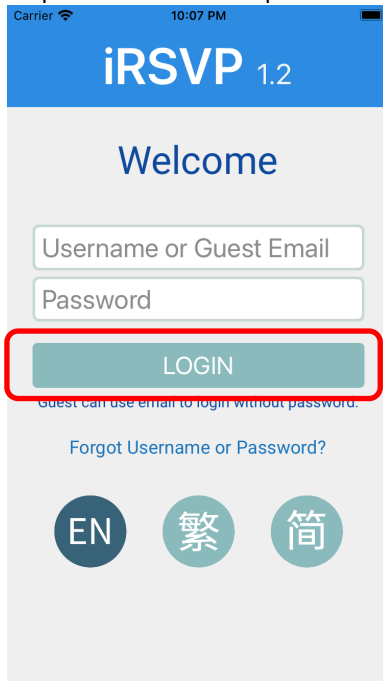 Carrier 10:07 PM
iRSVP 1.2
Welcome
Username or Guest Email
Password
LOGIN
Guest can use email to login without password.
Forgot Username or Password?
EN 繁 简